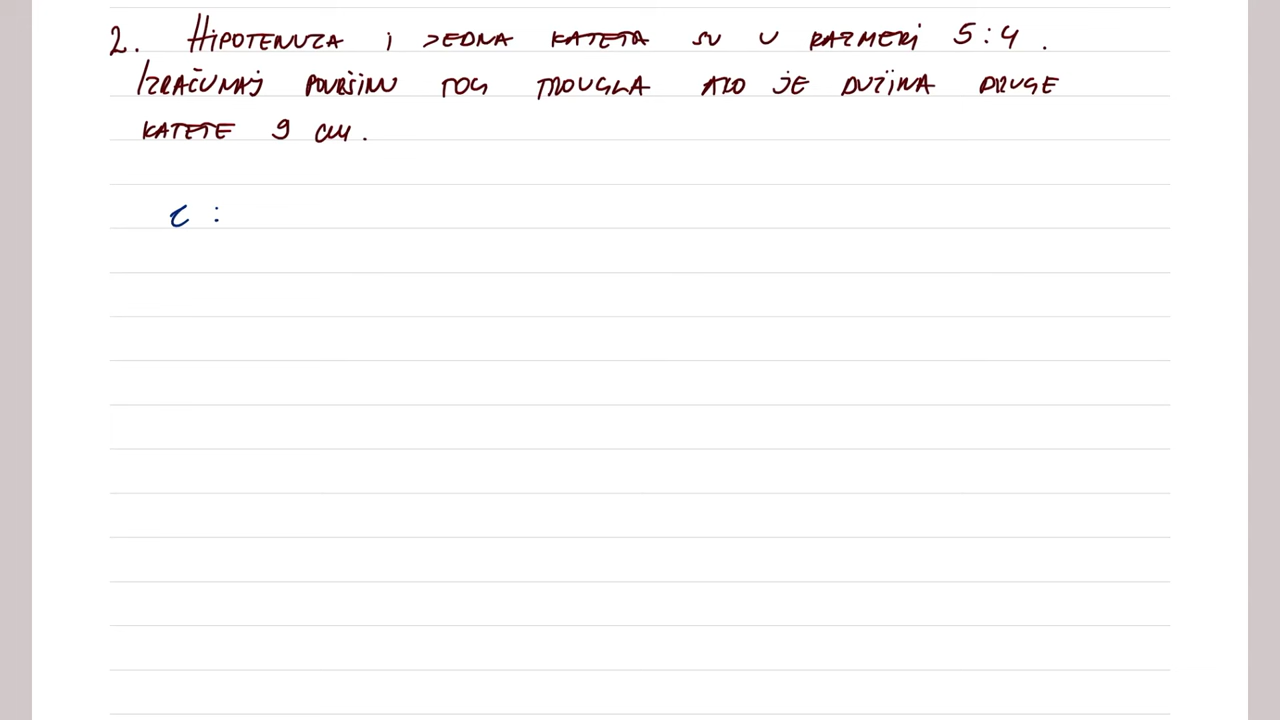 2. HIPOTENUZA I JEDNA KATETA SU U RAZMERI 5:4.
IZRAČUNAJ POVRŠINU TOG TROUGLA AKO JE DUŽINA DRUGE
KATETE 9 CM.
c :